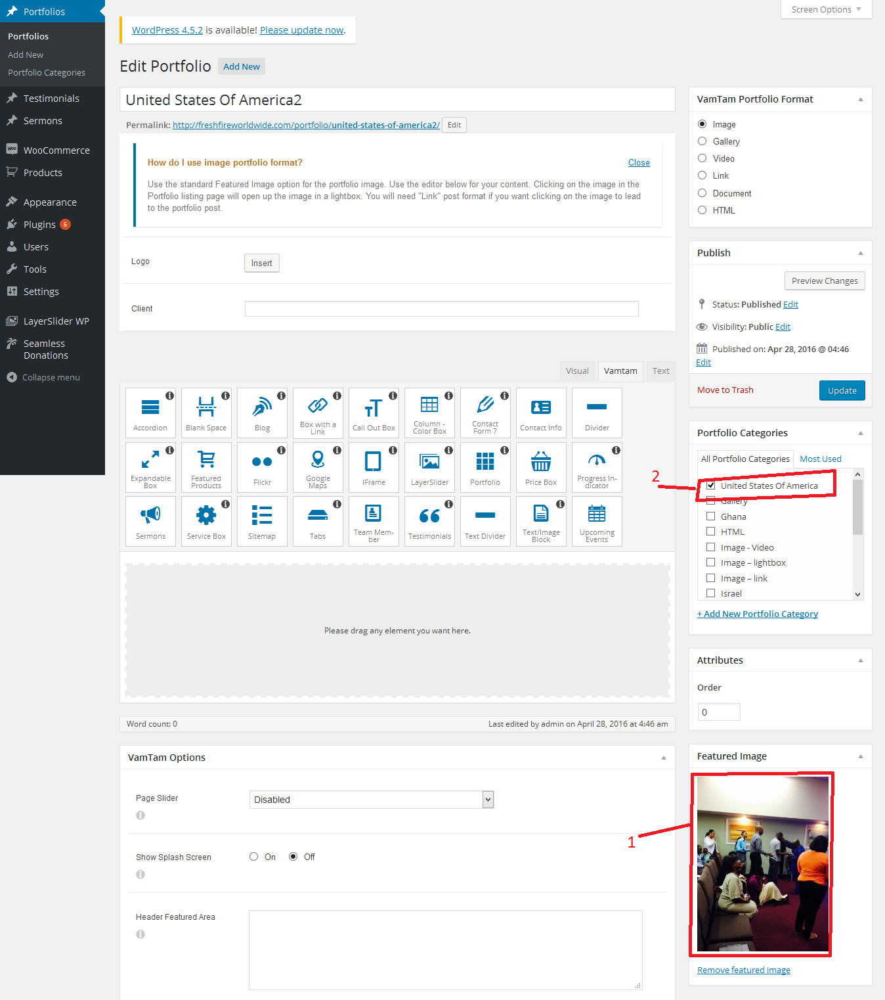 Portfolios
Portfolios
Add New
Portfolio Categories
Testimonials
Sermons
Woo
WooCommerce
Products
Appearance
Plugins 6
Users
Tools
Settings
LayerSlider WP
Seamless
Donations
Collapse menu
Screen Options
WordPress 4.5.2 is available! Please update now.
Edit Portfolio Add New
United States Of America2
Permalink: http://freshfireworldwide.com/portfolio/united-states-of-america2/ Edit
How do I use image portfolio format? Close
Use the standard Featured Image option for the portfolio image. Use the editor below for your content. Clicking on the image in the
Portfolio listing page will open up the image in a lightbox. You will need "Link" post format if you want clicking on the image to lead
to the portfolio post.
Logo Insert
Client
Visual Vamtam Text
Accordion
Blank Space
Blog
Box with a
Link
Call Out Box
Column -
Color Box
Contact
Form 7
Contact Info
Divider
Expandable
Box
Featured
Products
Flickr
Google
Maps
IFrame
LayerSlider
Portfolio
Price Box
Progress In-
dicator
Sermons
Service Box
Sitemap
Tabs
Team Mem-
ber
Testimonials
Text Divider
Text/Image
Block
Upcoming
Events
Please drag any element you want here.
Word count: 0 Last edited by admin on April 28, 2016 at 4:46 am
VamTam Options
Page Slider Disabled
Show Splash Screen On Off
Header Featured Area
VamTam Portfolio Format
Image
Gallery
Video
Link
Document
HTML
Publish
Preview Changes
Status: Published Edit
Visibility: Public Edit
Published on: Apr 28, 2016 @ 04:46
Edit
Move to Trash Update
Portfolio Categories
All Portfolio Categories Most Used
2
United States Of America
Gallery
Ghana
HTML
Image - Video
Image – lightbox
Image – link
Israel
+ Add New Portfolio Category
Attributes
Order
0
Featured Image
1
Remove featured image